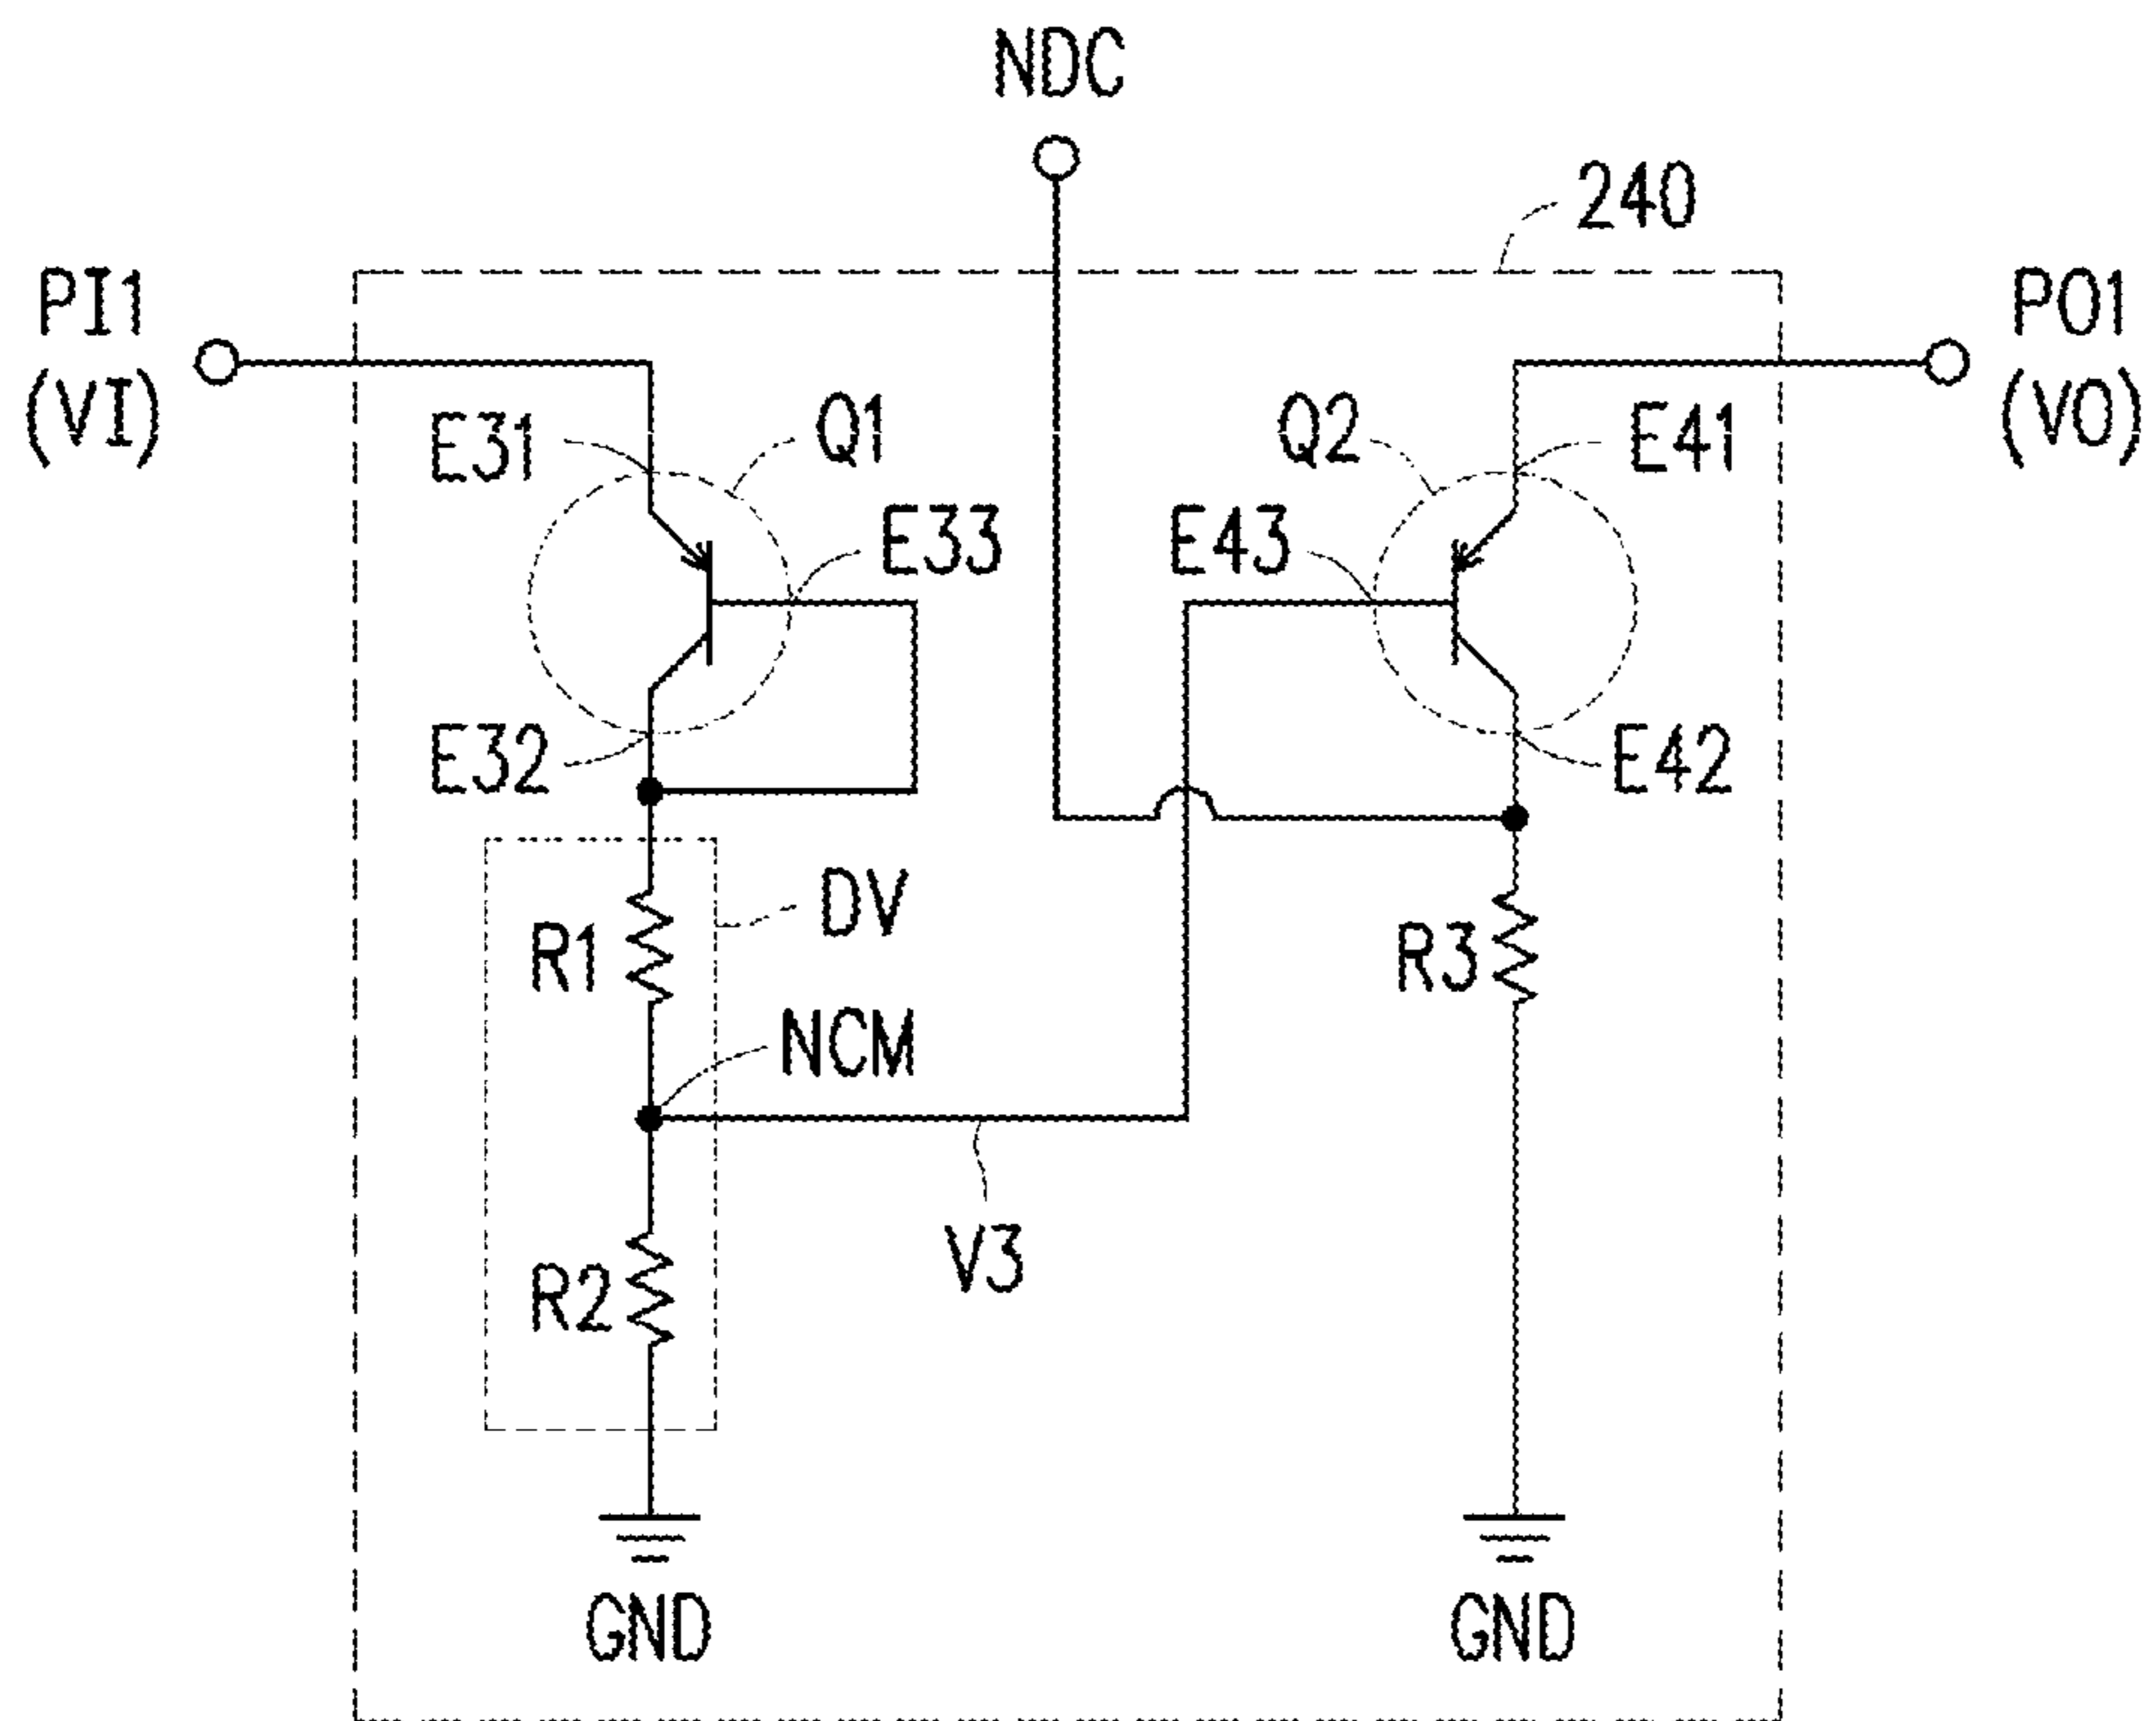 NDC
240
PI1
(VI)
PO1
(VO)
E31
Q1
Q2
E41
E33
E43
E32
E42
DV
R1
R3
NCM
V3
R2
GND
GND